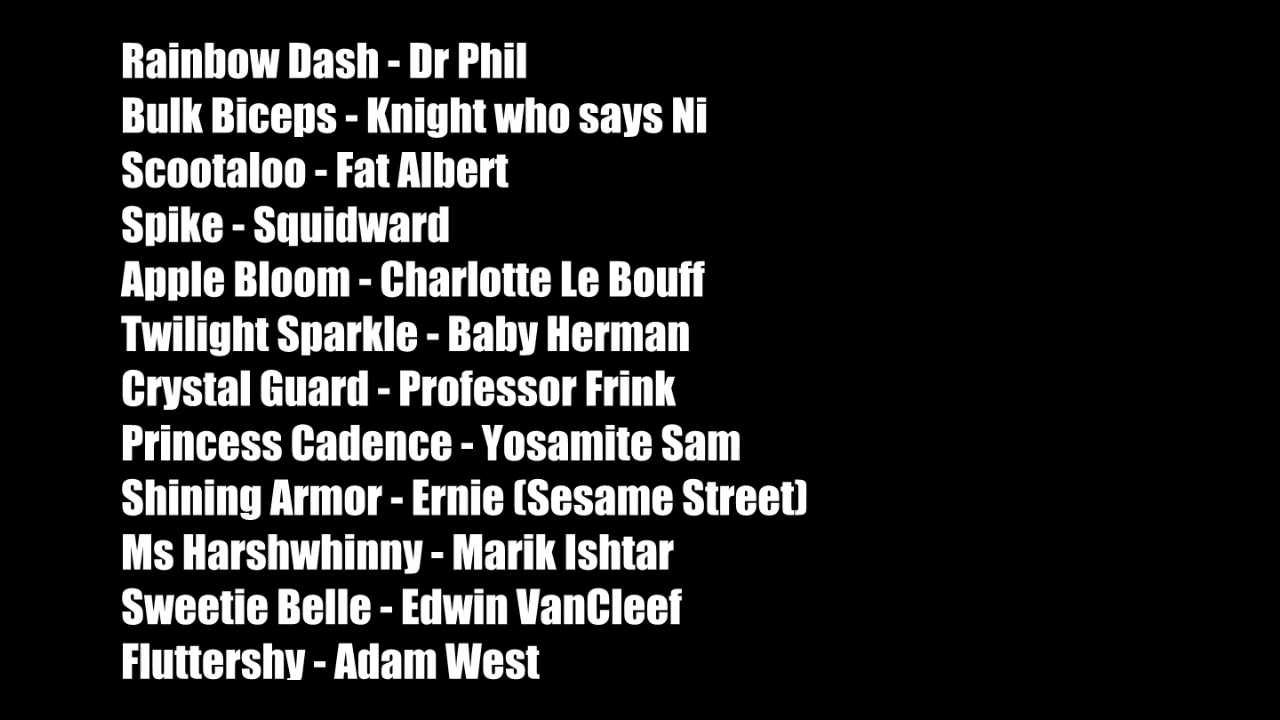 Rainbow Dash - Dr Phil
Bulk Biceps - Knight who says Ni
Scootaloo - Fat Albert
Spike - Squidward
Apple Bloom - Charlotte Le Bouff
Twilight Sparkle - Baby Herman
Crystal Guard - Professor Frink
Princess Cadence - Yosamite Sam
Shining Armor - Ernie (Sesame Street)
Ms Harshwhinny - Marik Ishtar
Sweetie Belle - Edwin VanCleef
Fluttershy - Adam West